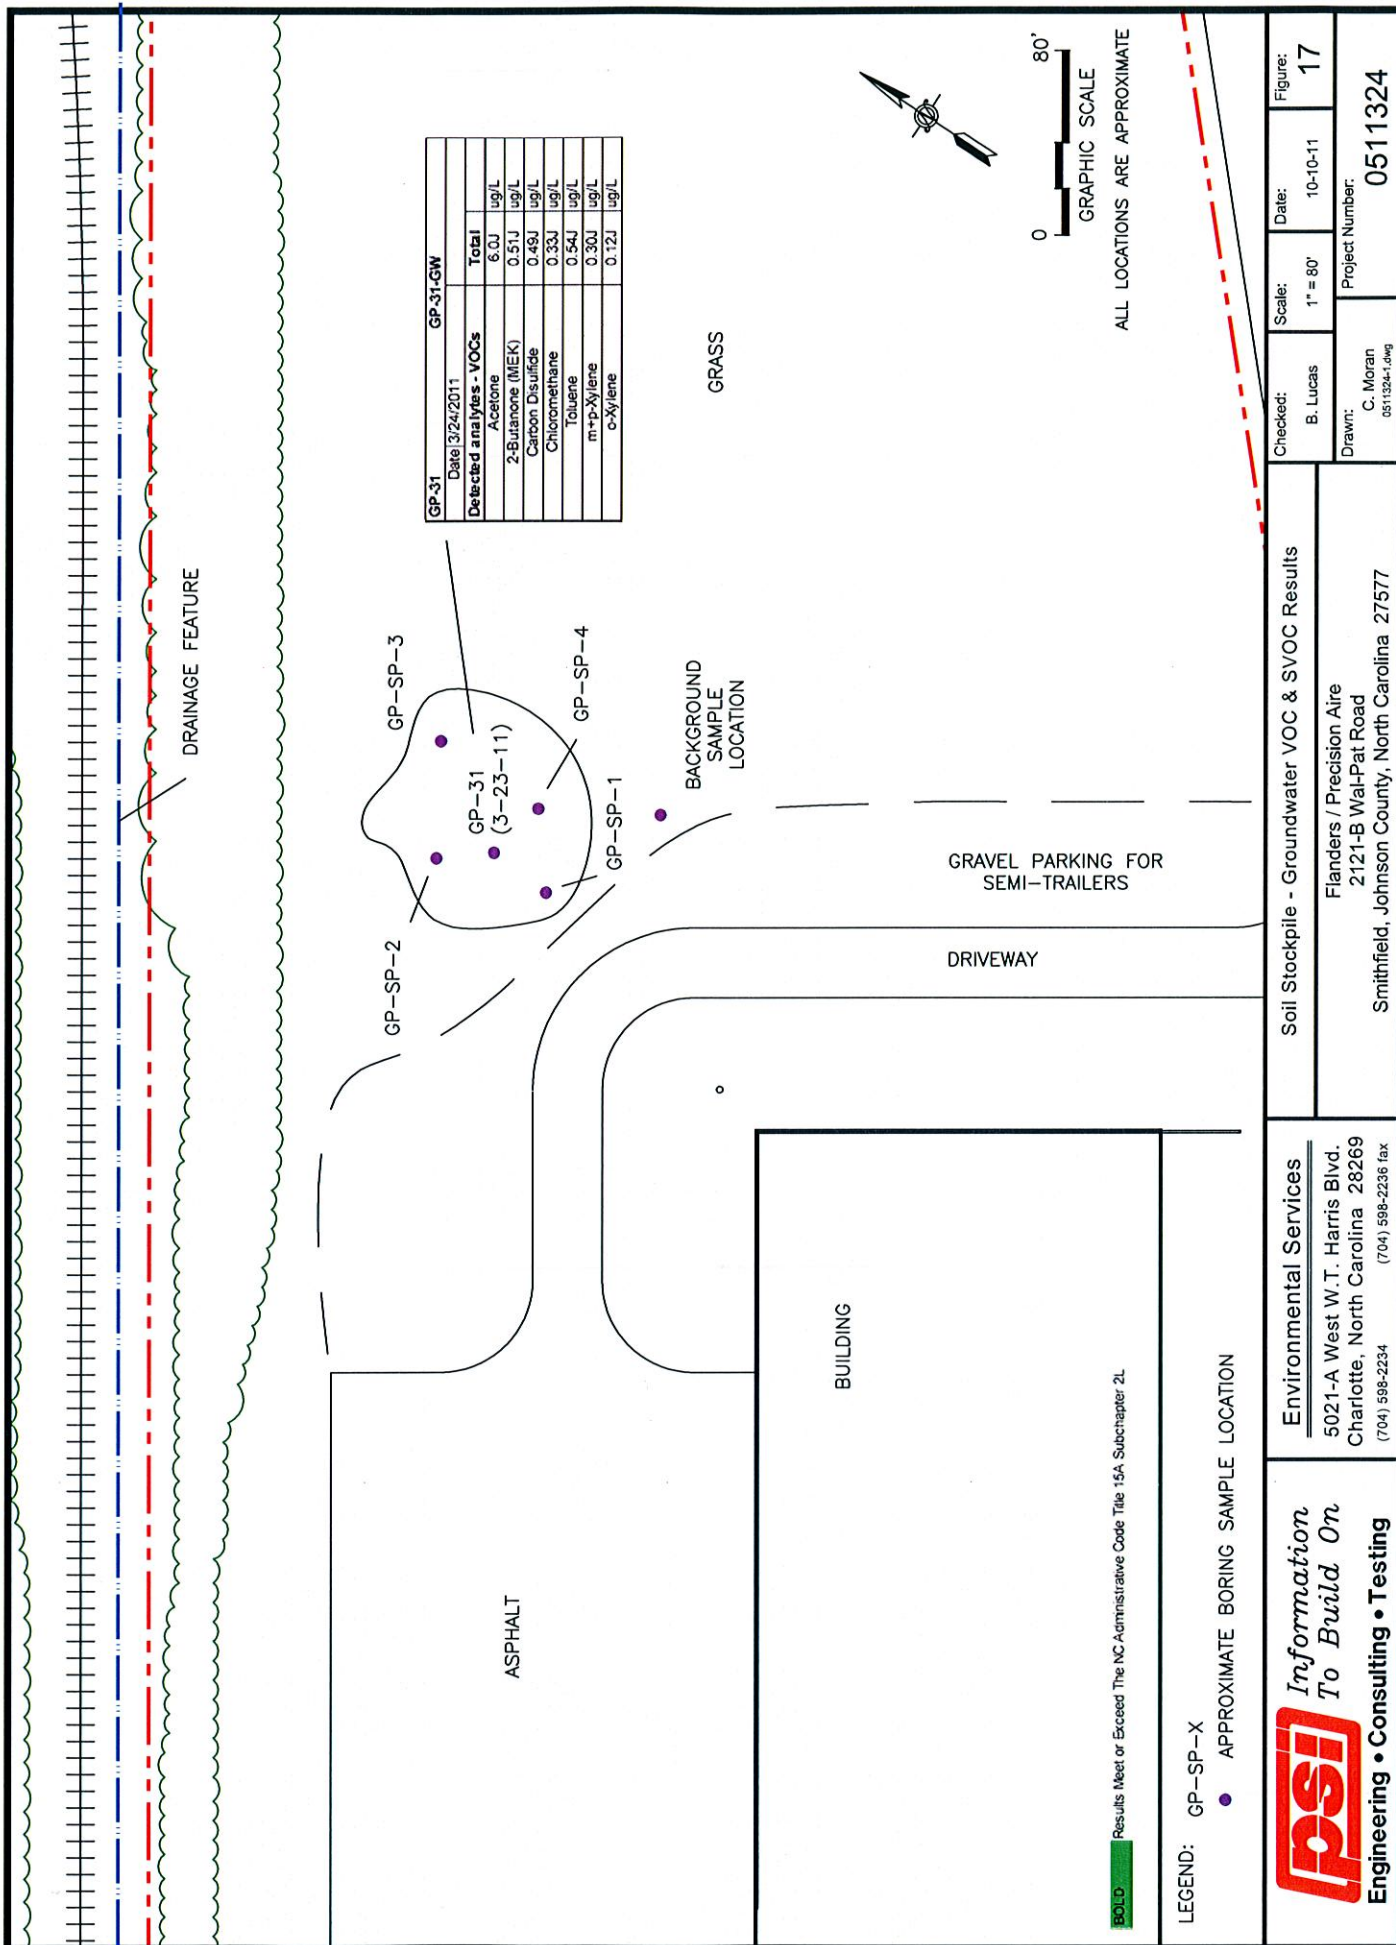 DRAINAGE FEATURE
GP-31 GP-31-GW
Date 3/24/2011
Detected analytes - VOCs Total
Acetone 6.0J ug/L
2-Butanone (MEK) 0.51J ug/L
Carbon Disulfide 0.49J ug/L
Chloromethane 0.33J ug/L
Toluene 0.54J ug/L
m+p-Xylene 0.30J ug/L
o-Xylene 0.12J ug/L
GP-SP-3
GP-SP-2
GP-31
(3-23-11)
GP-SP-4
GP-SP-1
BACKGROUND
SAMPLE
LOCATION
GRASS
GRAVEL PARKING FOR
SEMI-TRAILERS
DRIVEWAY
ASPHALT
BUILDING
N
0 80'
GRAPHIC SCALE
ALL LOCATIONS ARE APPROXIMATE
BOLD Results Meet or Exceed The NC Administrative Code Title 15A Subchapter 2L
LEGEND: GP-SP-X
APPROXIMATE BORING SAMPLE LOCATION
psi
Information
To Build On
Engineering • Consulting • Testing
Environmental Services
5021-A West W.T. Harris Blvd.
Charlotte, North Carolina 28269
(704) 598-2234 (704) 598-2236 fax
Soil Stockpile - Groundwater VOC & SVOC Results
Flanders / Precision Aire
2121-B Wal-Pat Road
Smithfield, Johnson County, North Carolina 27577
Checked:
B. Lucas
Scale:
1" = 80'
Date:
10-10-11
Figure:
17
Drawn:
C. Moran
0511324-1.dwg
Project Number:
0511324